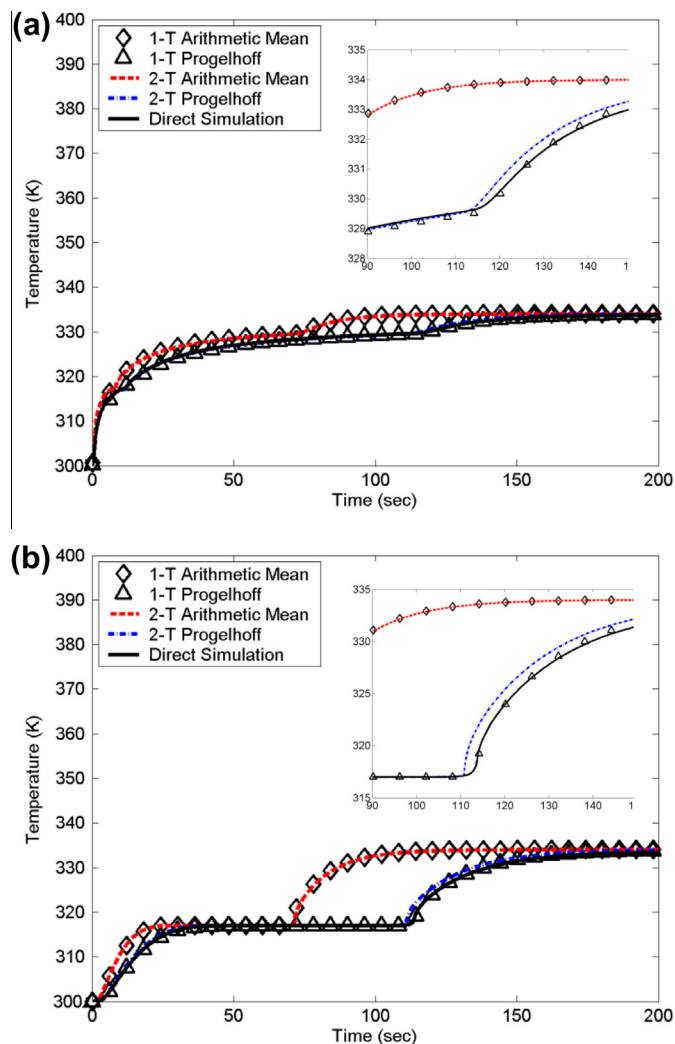 (a)
400
390
380
370
360
350
340
330
320
310
300
Temperature (K)
1-T Arithmetic Mean
1-T Progelhoff
2-T Arithmetic Mean
2-T Progelhoff
Direct Simulation
335
334
333
332
331
330
329
328
90 100 110 120 130 140 1
0 50 100 150 200
Time (sec)
(b)
400
390
380
370
360
350
340
330
320
310
300
Temperature (K)
1-T Arithmetic Mean
1-T Progelhoff
2-T Arithmetic Mean
2-T Progelhoff
Direct Simulation
335
330
325
320
315
90 100 110 120 130 140 1
0 50 100 150 200
Time (sec)